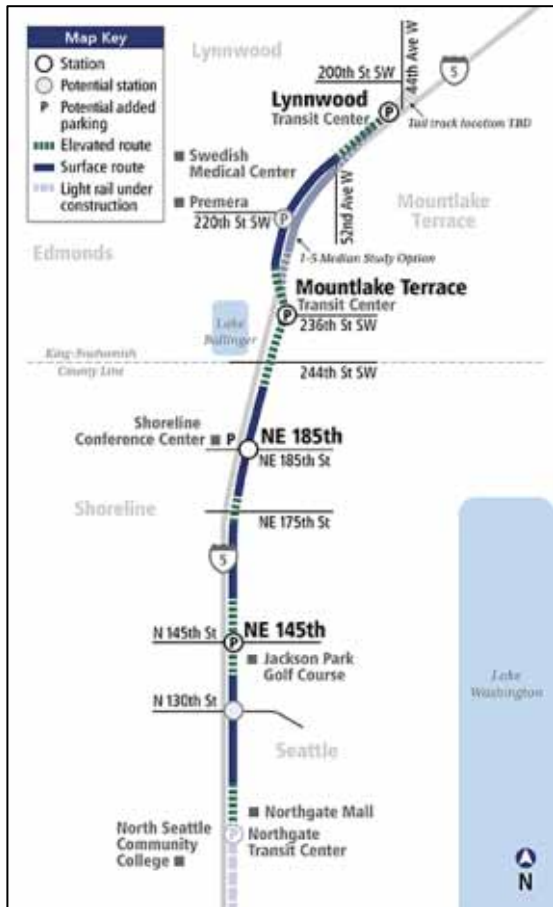 Map Key
Station
Potential station
P Potential added
parking
Elevated route
Surface route
Light rail under
construction
Lynnwood
200th St SW
44th Ave W
5
Lynnwood
Transit Center
P
Tail track location TBD
Swedish
Medical Center
Premera
220th St SW
P
52nd Ave W
Mountlake
Terrace
Edmonds
I-5 Median Study Option
Mountlake Terrace
Transit Center
P
236th St SW
Lake
Ballinger
King-Snohomish
County Line
244th St SW
Shoreline
Conference Center
P
NE 185th
NE 185th St
Shoreline
NE 175th St
5
N 145th St
P
NE 145th
Jackson Park
Golf Course
N 130th St
Lake
Washington
Seattle
Northgate Mall
North Seattle
Community
College
P
Northgate
Transit Center
N